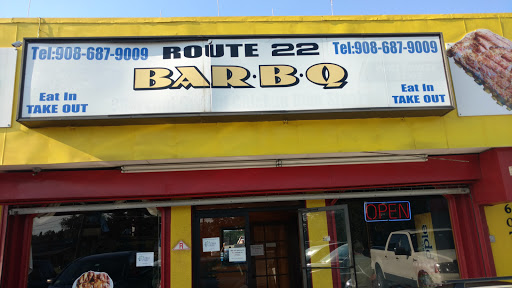 Tel:908-687-9009 ROUTE 22 Tel:908-687-9009
BAR·B·Q
Eat In Eat In
TAKE OUT TAKE OUT
OPEN